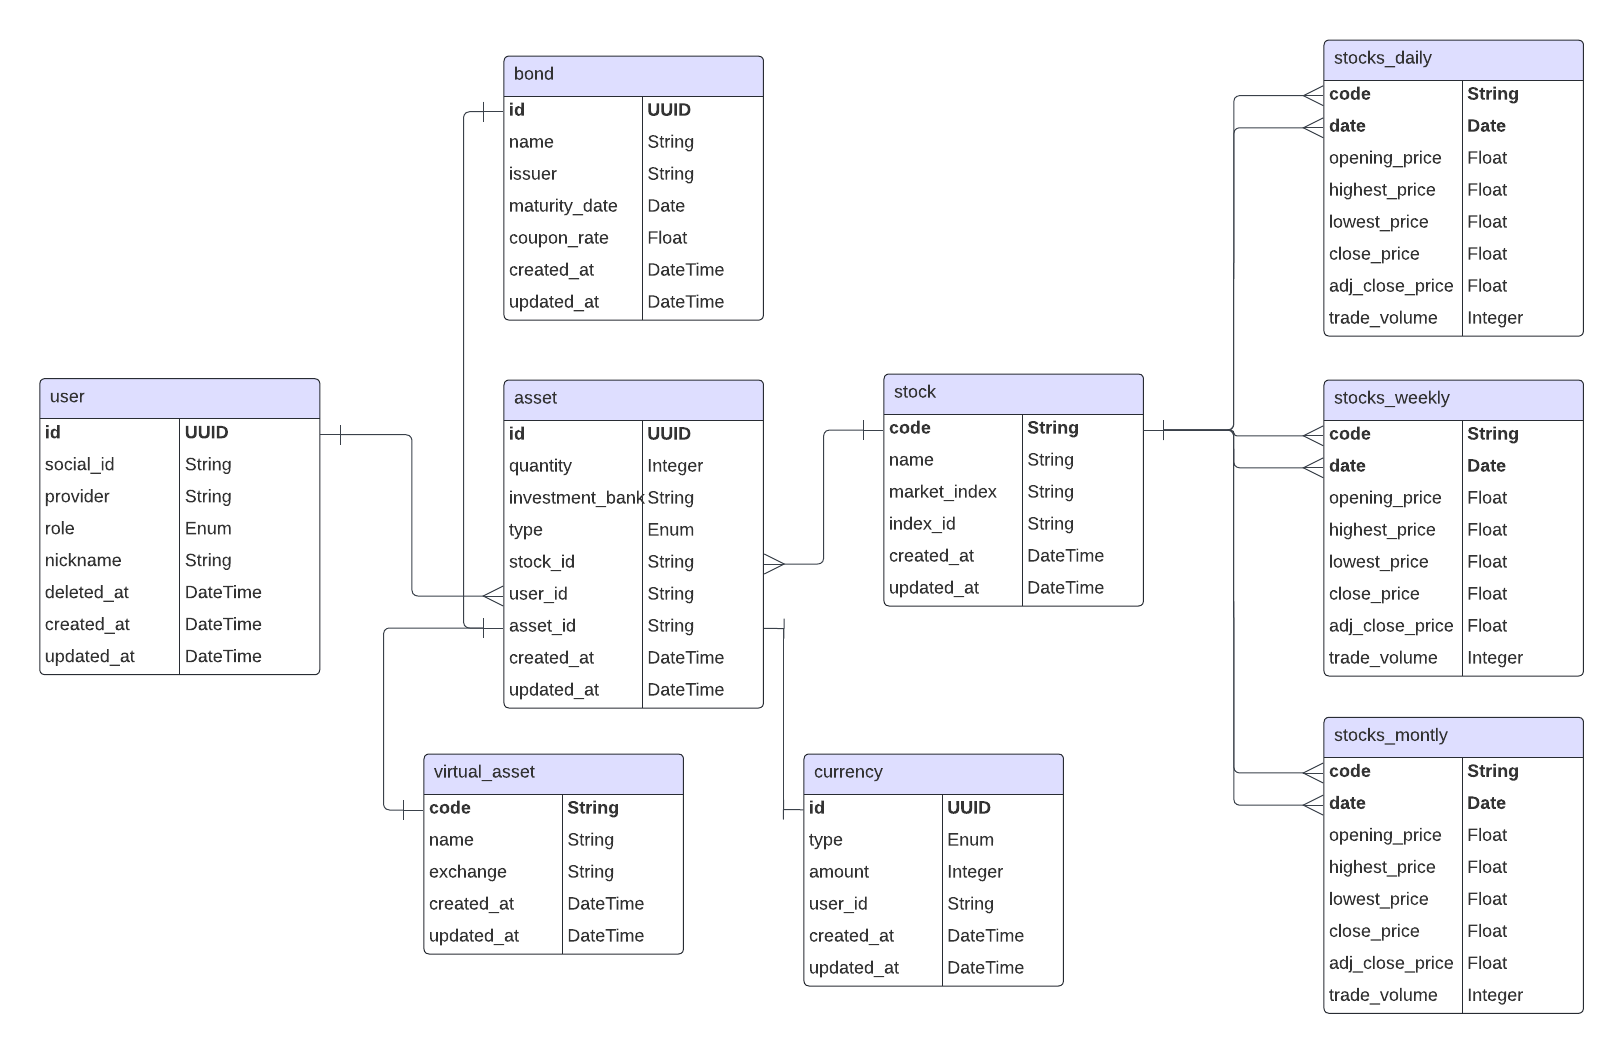 bond
id UUID
name String
issuer String
maturity_date Date
coupon_rate Float
created_at DateTime
updated_at DateTime
user
id UUID
social_id String
provider String
role Enum
nickname String
deleted_at DateTime
created_at DateTime
updated_at DateTime
asset
id UUID
quantity Integer
investment_bank String
type Enum
stock_id String
user_id String
asset_id String
created_at DateTime
updated_at DateTime
virtual_asset
code String
name String
exchange String
created_at DateTime
updated_at DateTime
currency
id UUID
type Enum
amount Integer
user_id String
created_at DateTime
updated_at DateTime
stock
code String
name String
market_index String
index_id String
created_at DateTime
updated_at DateTime
stocks_daily
code String
date Date
opening_price Float
highest_price Float
lowest_price Float
close_price Float
adj_close_price Float
trade_volume Integer
stocks_weekly
code String
date Date
opening_price Float
highest_price Float
lowest_price Float
close_price Float
adj_close_price Float
trade_volume Integer
stocks_montly
code String
date Date
opening_price Float
highest_price Float
lowest_price Float
close_price Float
adj_close_price Float
trade_volume Integer